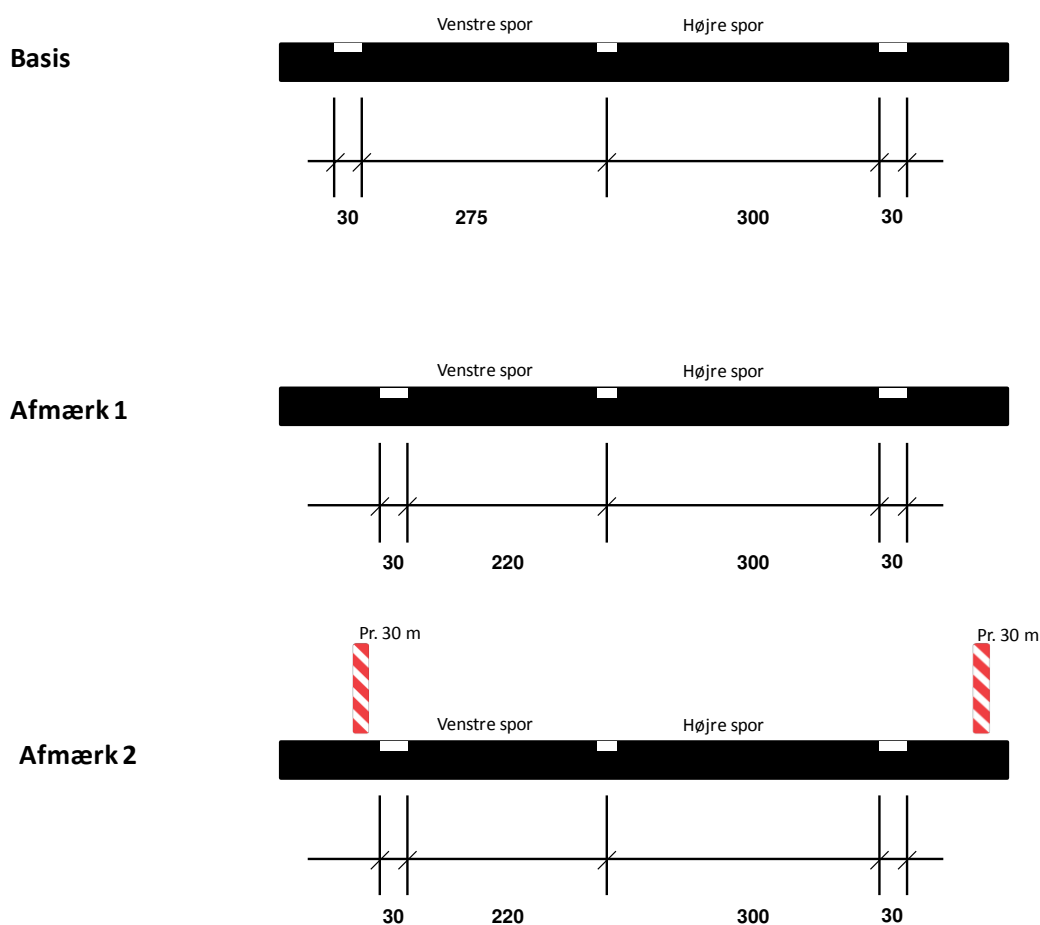 Venstre spor Højre spor
Basis
30 275 300 30
Venstre spor Højre spor
Afmærk 1
30 220 300 30
Pr. 30 m Pr. 30 m
Venstre spor Højre spor
Afmærk 2
30 220 300 30